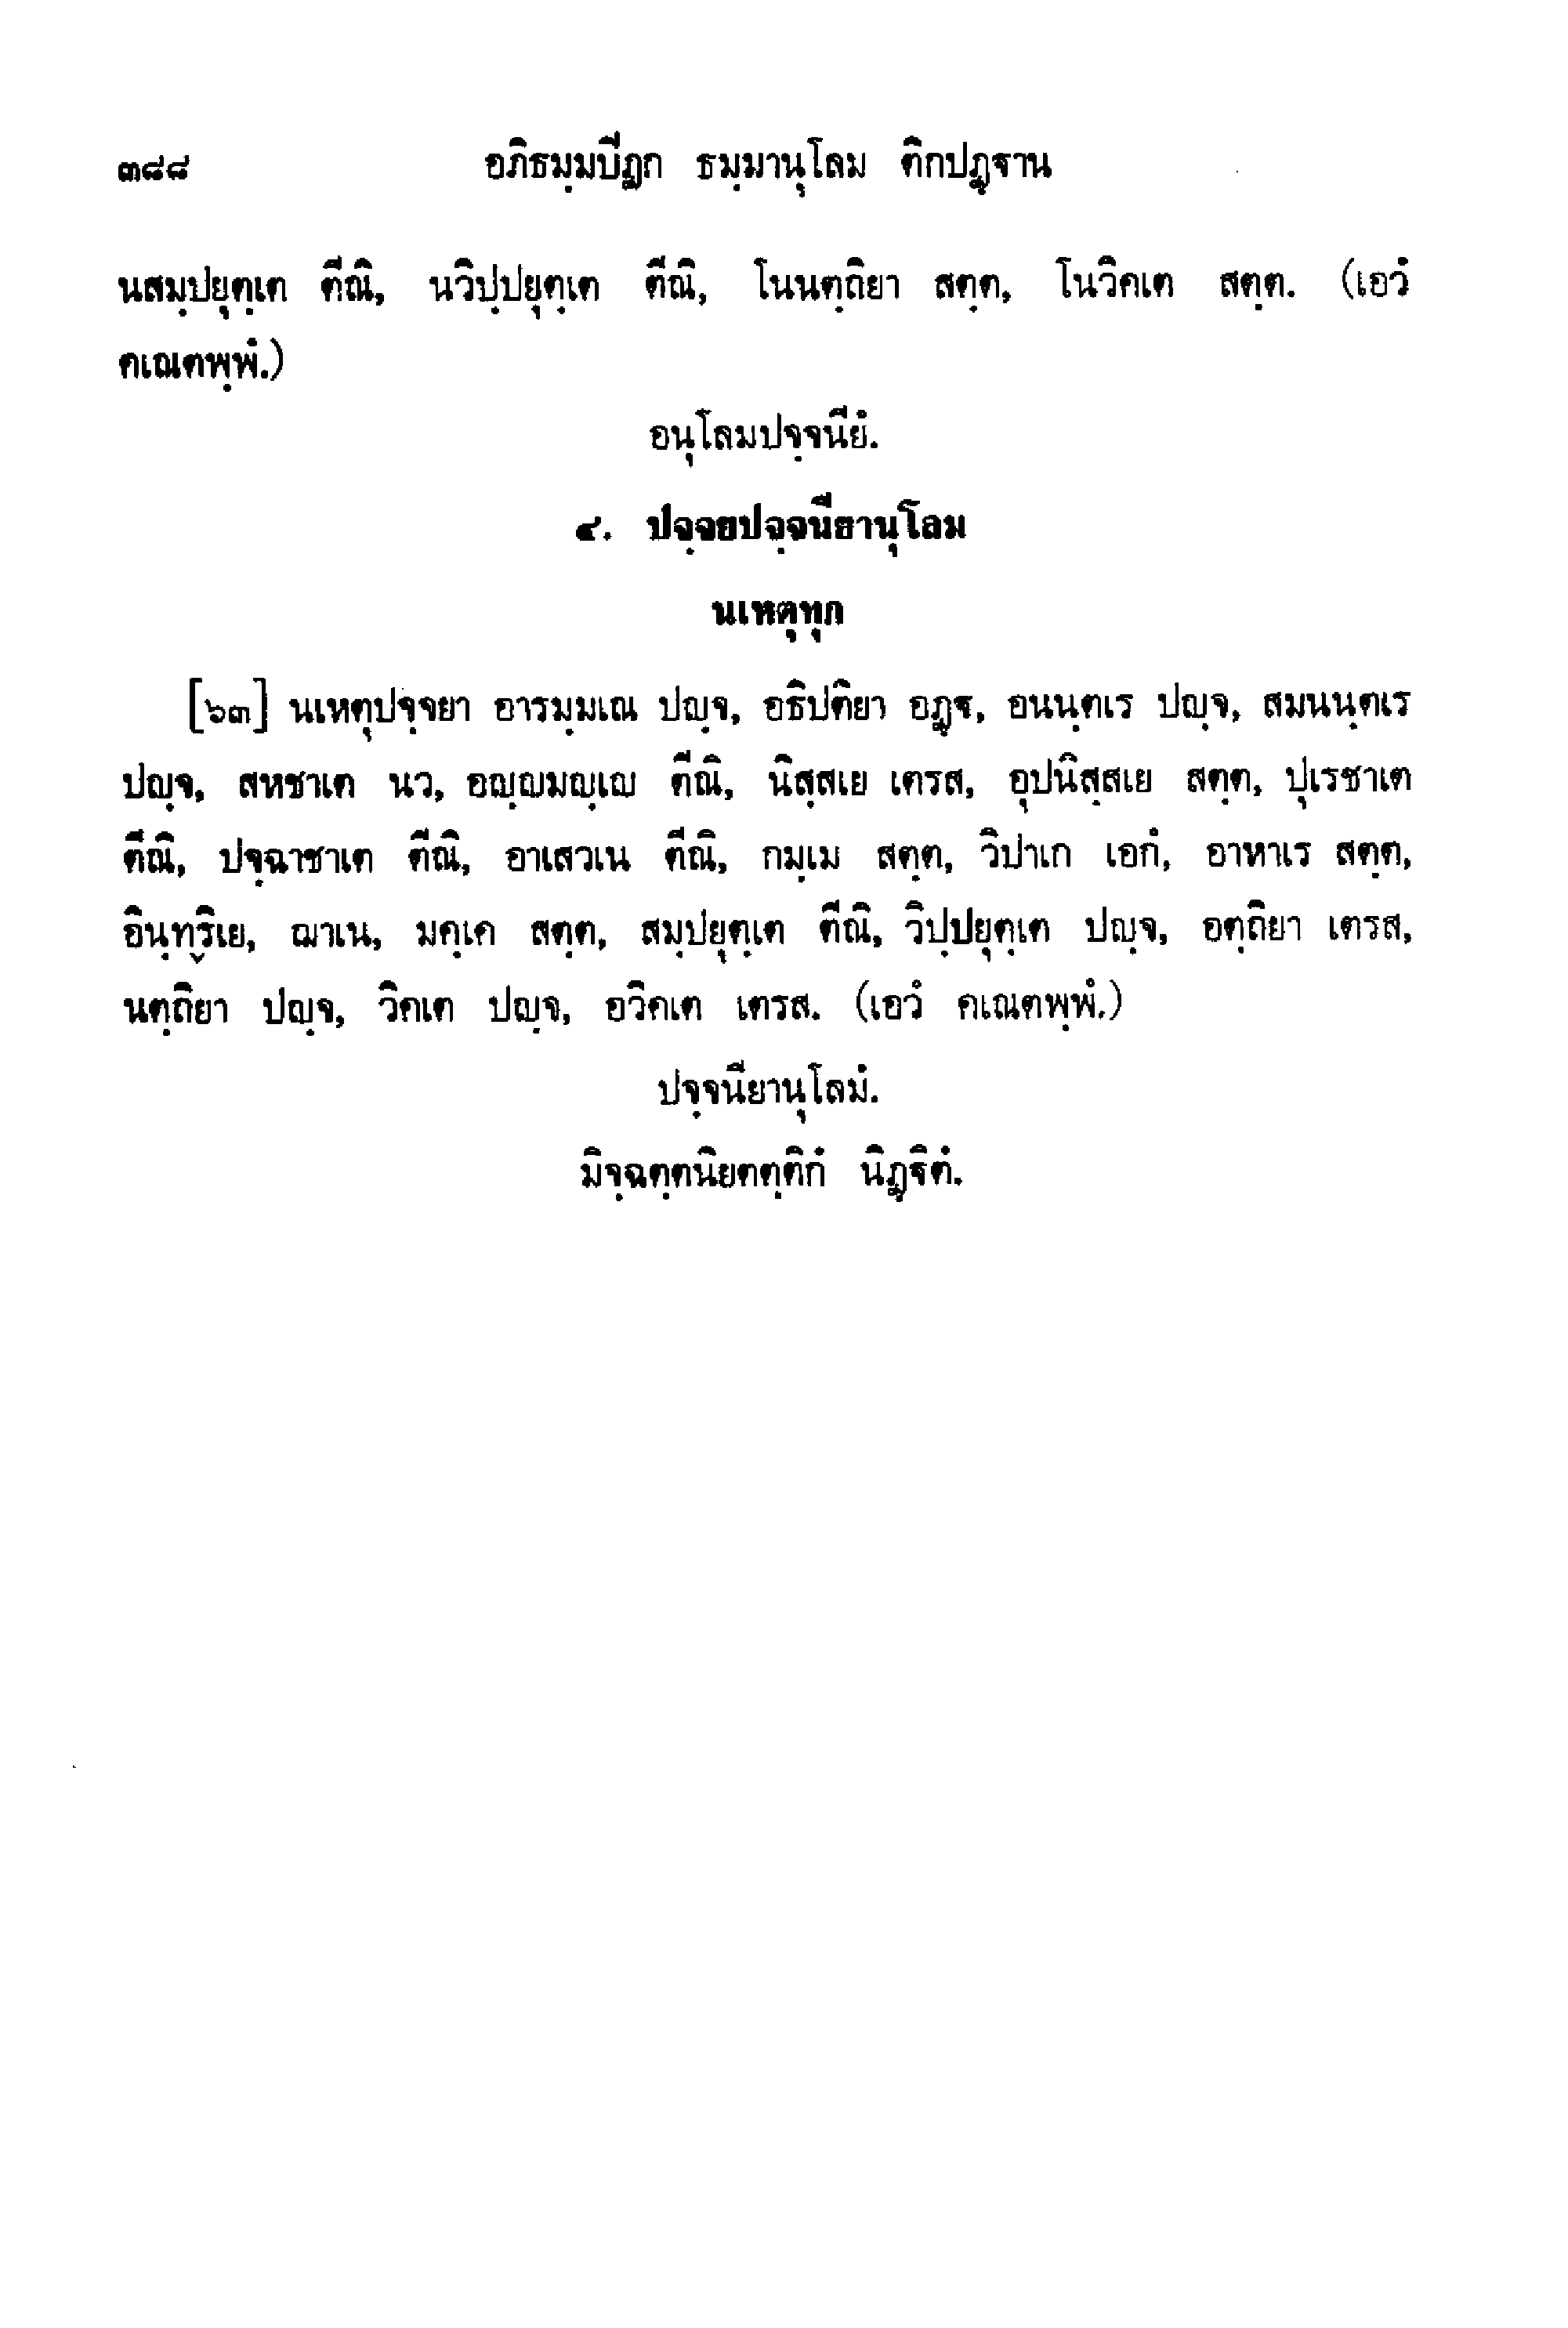 ๓๘๘ อภิธมฺมปีฏก ธมฺมานุโลม ติกปฏฺฐาน
นสมฺปยุตฺเต ตีณิ, นวิปฺปยุตฺเต ตีณิ, โนนตฺถิยา สตฺต, โนวิคเต สตฺต. (เอวํ
คเณตพฺพํ.)
อนุโลมปจฺจนียํ.
๔. ปจฺจยปจฺจนียานุโลม
นเหตุทุก
[๖๓] นเหตุปจฺจยา อารมฺมเณ ปญฺจ, อธิปติยา อฏฺฐ, อนนฺตเร ปญฺจ, สมนนฺตเร
ปญฺจ, สหชาเต นว, อญฺญมญฺเญ ตีณิ, นิสฺสเย เตรส, อุปนิสฺสเย สตฺต, ปุเรชาเต
ตีณิ, ปจฺฉาชาเต ตีณิ, อาเสวเน ตีณิ, กมฺเม สตฺต, วิปาเก เอกํ, อาหาเร สตฺต,
อินฺทฺริเย, ฌาเน, มคฺเค สตฺต, สมฺปยุตฺเต ตีณิ, วิปฺปยุตฺเต ปญฺจ, อตฺถิยา เตรส,
นตฺถิยา ปญฺจ, วิคเต ปญฺจ, อวิคเต เตรส. (เอวํ คเณตพฺพํ.)
ปจฺจนียานุโลมํ.
มิจฺฉตฺตนิยตตฺติกํ นิฏฺฐิตํ.